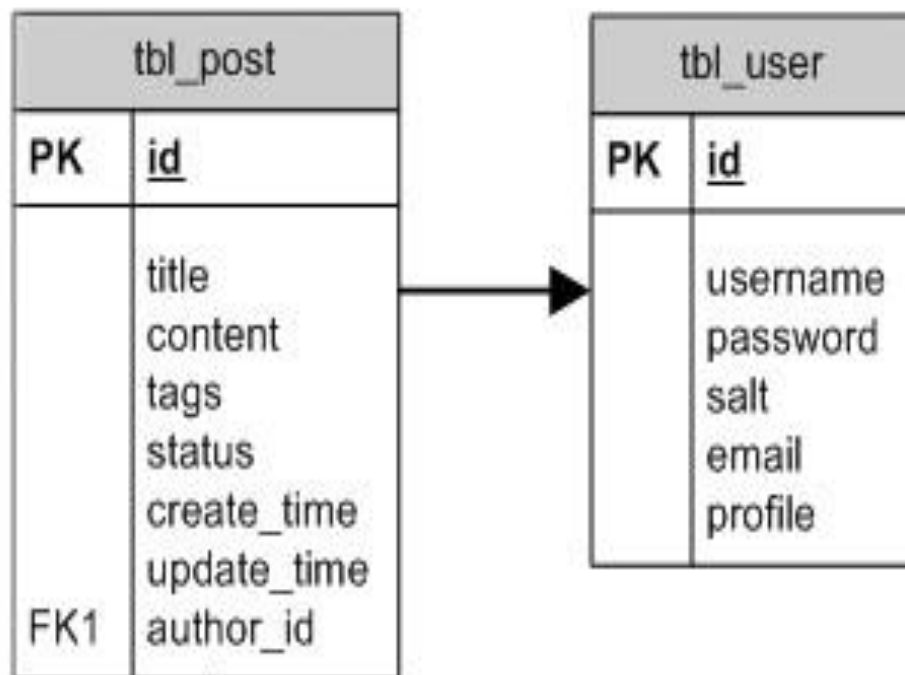 tbl_post
PK id
title
content
tags
status
create_time
update_time
FK1 author_id
tbl_user
PK id
username
password
salt
email
profile